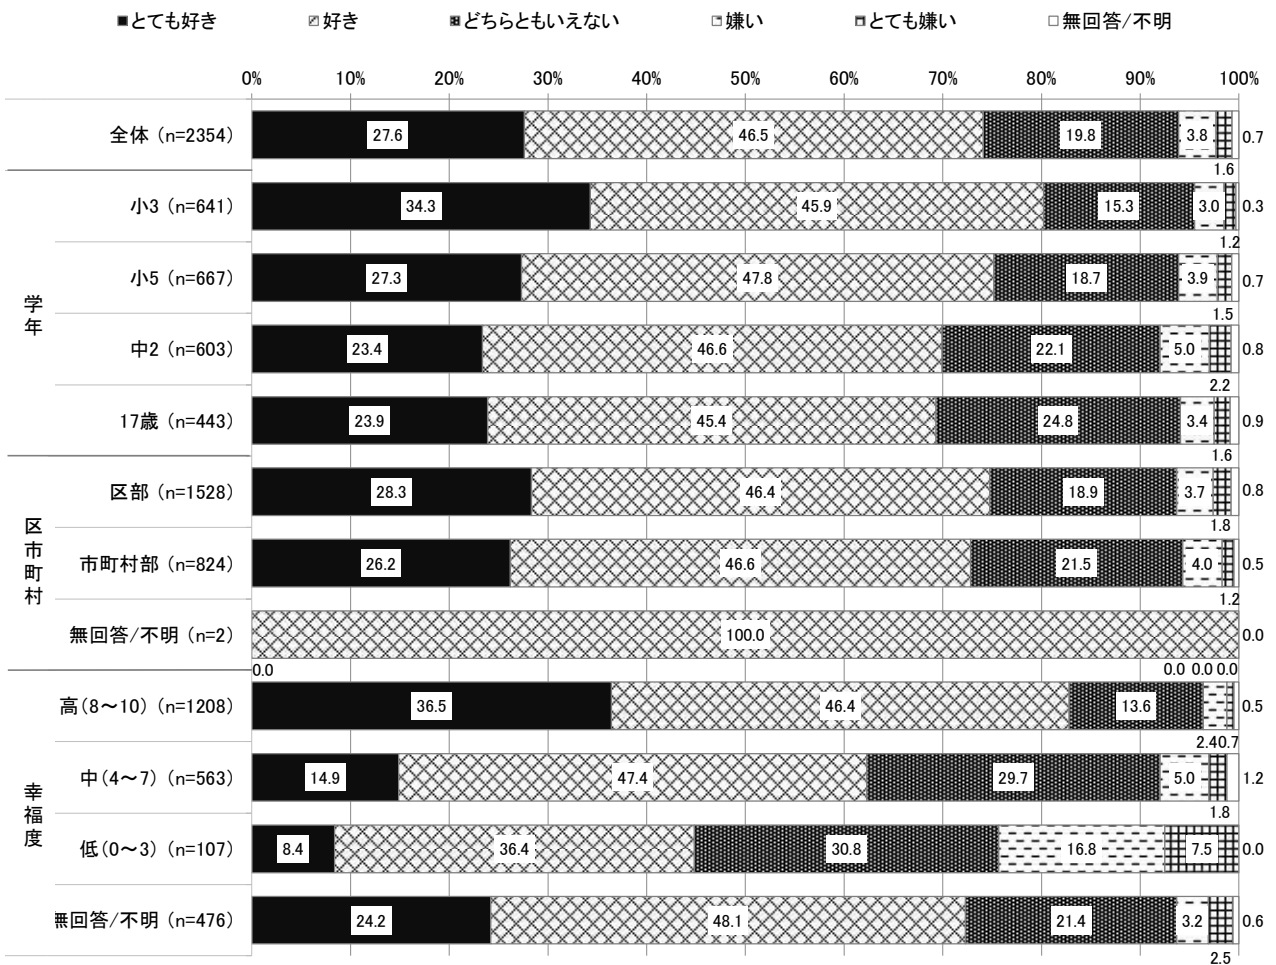 とても好き 好き どちらともいえない 嫌い とても嫌い 無回答/不明
0% 10% 20% 30% 40% 50% 60% 70% 80% 90% 100%
全体（n=2354） 27.6 46.5 19.8 3.8 0.7
1.6
学年
小3（n=641） 34.3 45.9 15.3 3.0 0.3
1.2
小5（n=667） 27.3 47.8 18.7 3.9 0.7
1.5
中2（n=603） 23.4 46.6 22.1 5.0 0.8
2.2
17歳（n=443） 23.9 45.4 24.8 3.4 0.9
1.6
区市町村
区部（n=1528） 28.3 46.4 18.9 3.7 0.8
1.8
市町村部（n=824） 26.2 46.6 21.5 4.0 0.5
1.2
無回答/不明（n=2） 100.0 0.0
0.0 0.0 0.0 0.0
幸福度
高（8～10）（n=1208） 36.5 46.4 13.6 0.5
2.4 0.7
中（4～7）（n=563） 14.9 47.4 29.7 5.0 1.2
1.8
低（0～3）（n=107） 8.4 36.4 30.8 16.8 7.5 0.0
無回答/不明（n=476） 24.2 48.1 21.4 3.2 0.6
2.5